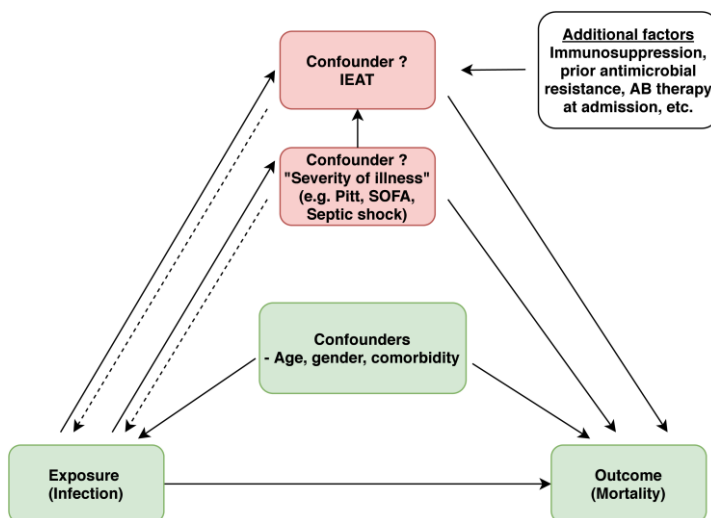 Confounder ?
IEAT
Additional factors
Immunosuppression,
prior antimicrobial
resistance, AB therapy
at admission, etc.
Confounder ?
"Severity of illness"
(e.g. Pitt, SOFA,
Septic shock)
Confounders
- Age, gender, comorbidity
Exposure
(Infection)
Outcome
(Mortality)